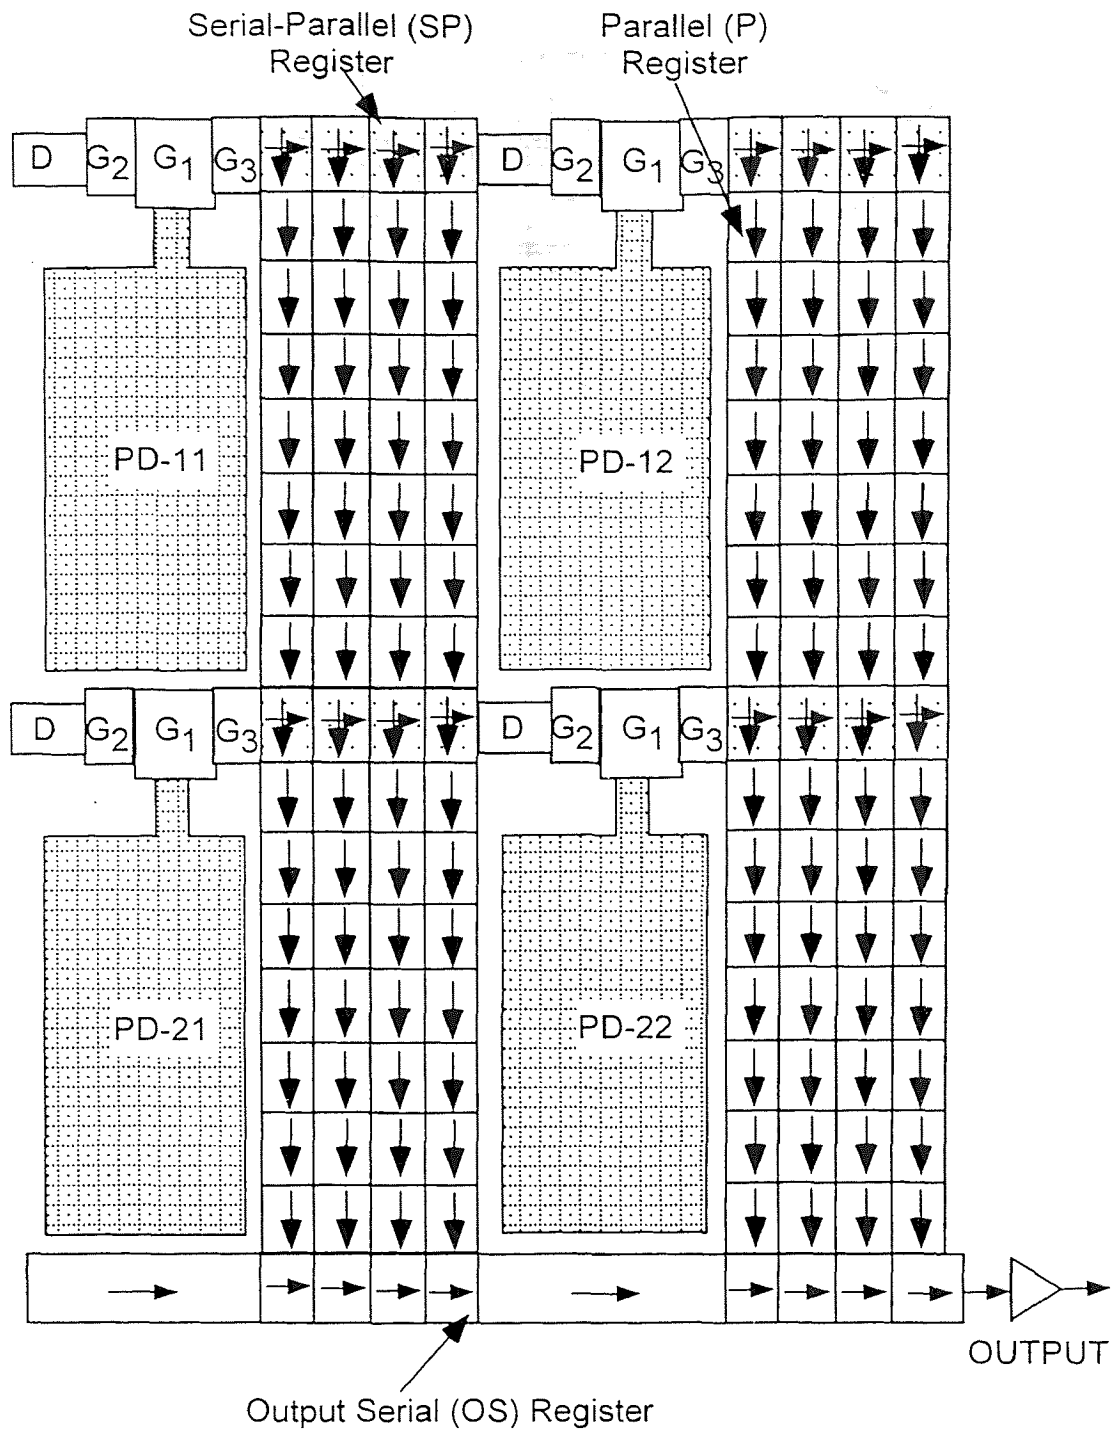 Serial-Parallel (SP)
Register
Parallel (P)
Register
D G2 G1 G3 D G2 G1 G3
PD-11 PD-12
D G2 G1 G3 D G2 G1 G3
PD-21 PD-22
OUTPUT
Output Serial (OS) Register